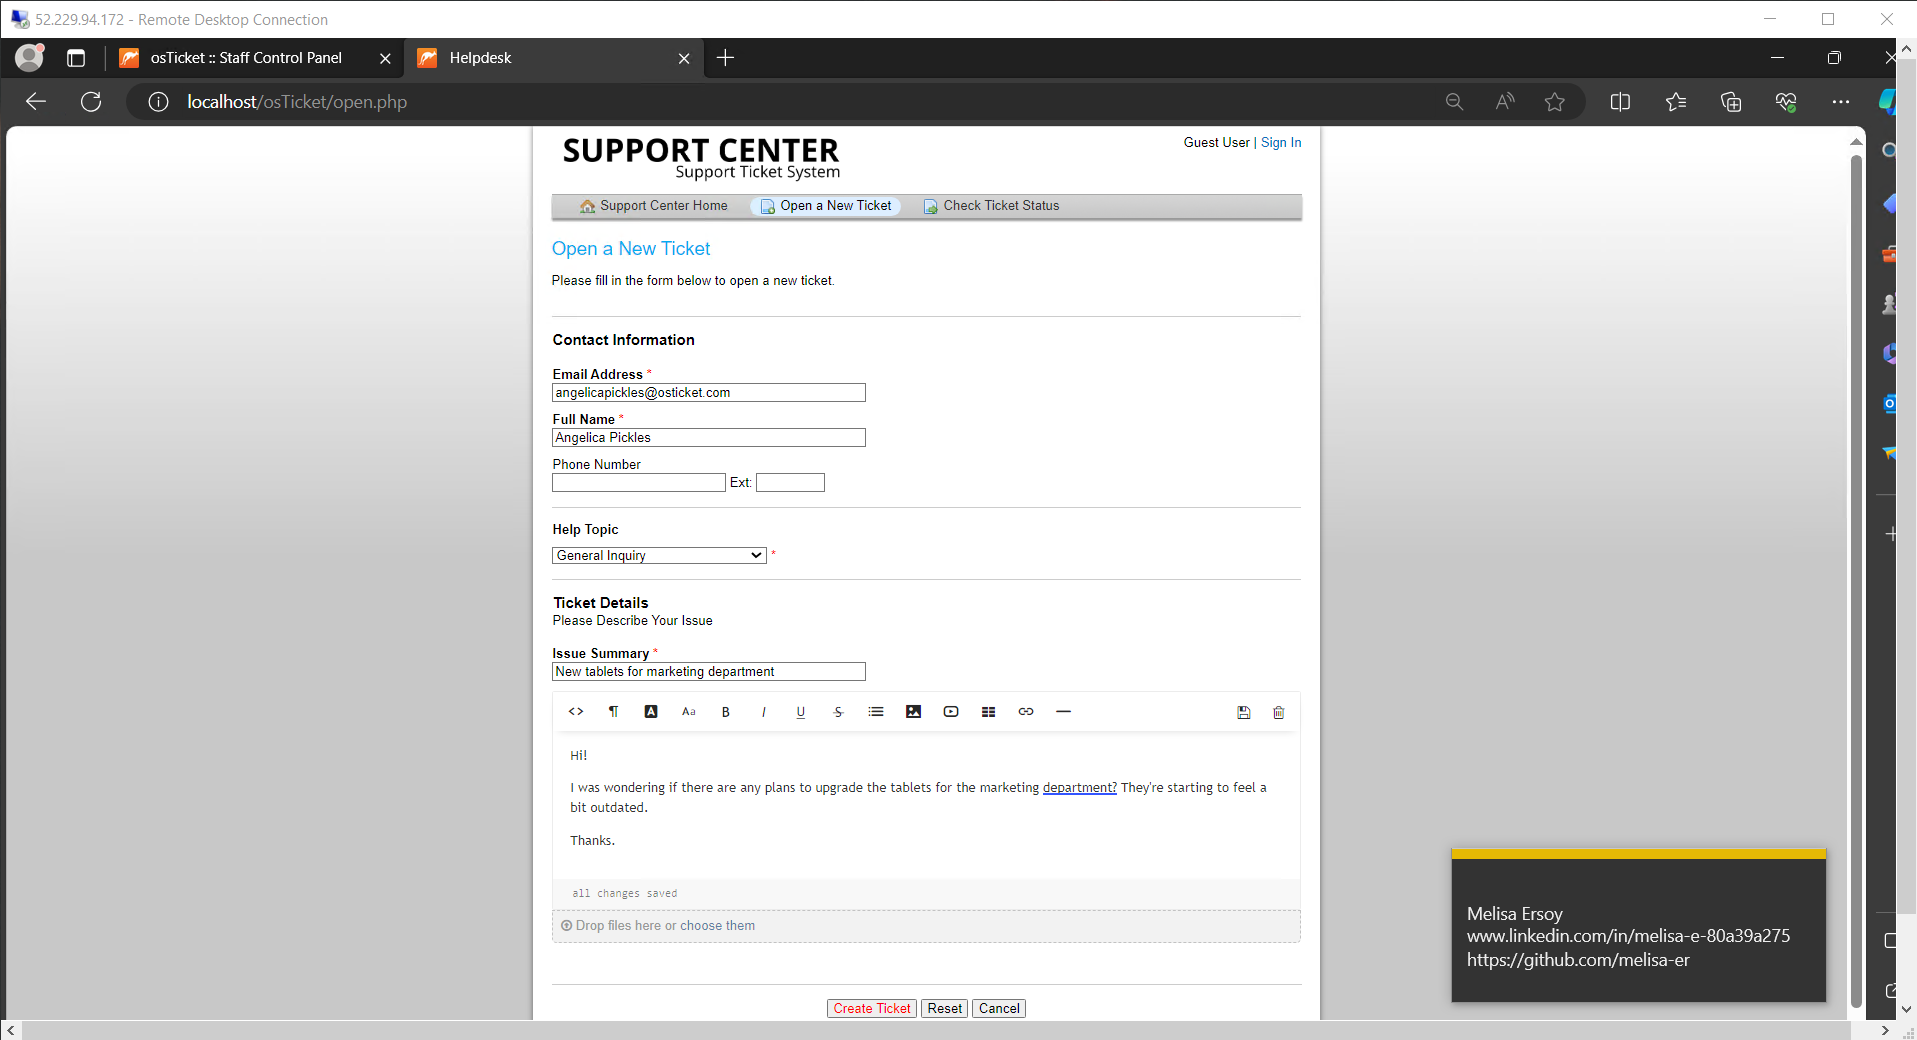 52.229.94.172 - Remote Desktop Connection
osTicket :: Staff Control Panel
Helpdesk
localhost/osTicket/open.php
SUPPORT CENTER
Support Ticket System
Guest User | Sign In
Support Center Home
Open a New Ticket
Check Ticket Status
Open a New Ticket
Please fill in the form below to open a new ticket.
Contact Information
Email Address *
angelicapickles@osticket.com
Full Name *
Angelica Pickles
Phone Number
Ext:
Help Topic
General Inquiry *
Ticket Details
Please Describe Your Issue
Issue Summary *
New tablets for marketing department
<> ¶ A Aa B I U S
Hi!
I was wondering if there are any plans to upgrade the tablets for the marketing department? They're starting to feel a
bit outdated.
Thanks.
all changes saved
Drop files here or choose them
Create Ticket
Reset
Cancel
Melisa Ersoy
www.linkedin.com/in/melisa-e-80a39a275
https://github.com/melisa-er